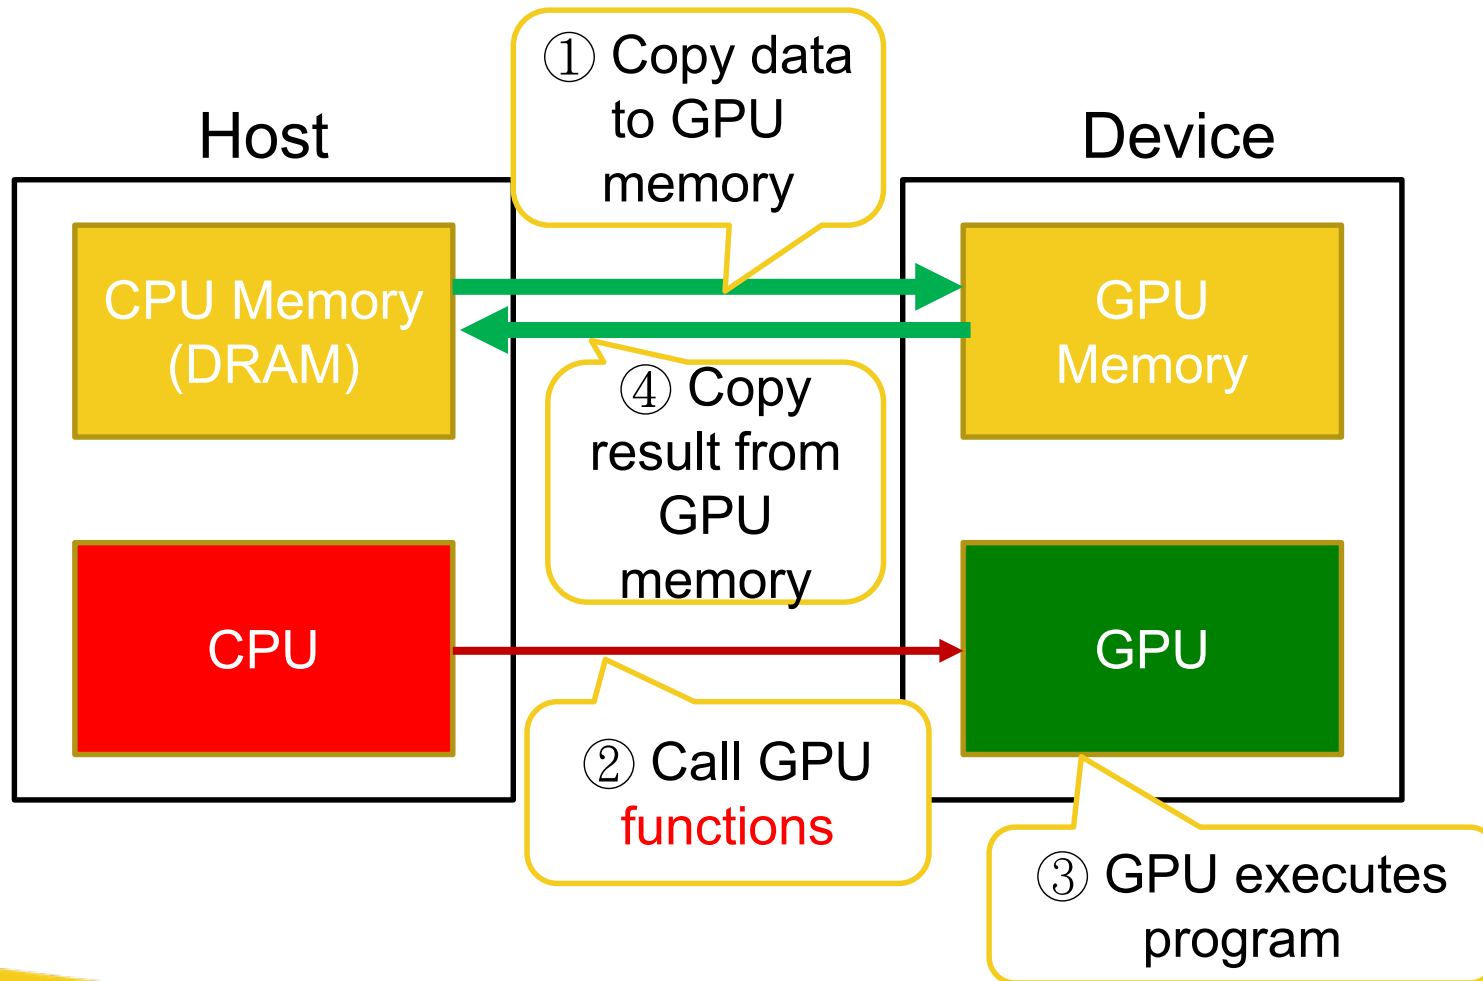 ① Copy data
to GPU
memory
Host
Device
CPU Memory
(DRAM)
GPU
Memory
④ Copy
result from
GPU
memory
CPU
GPU
② Call GPU
functions
③ GPU executes
program